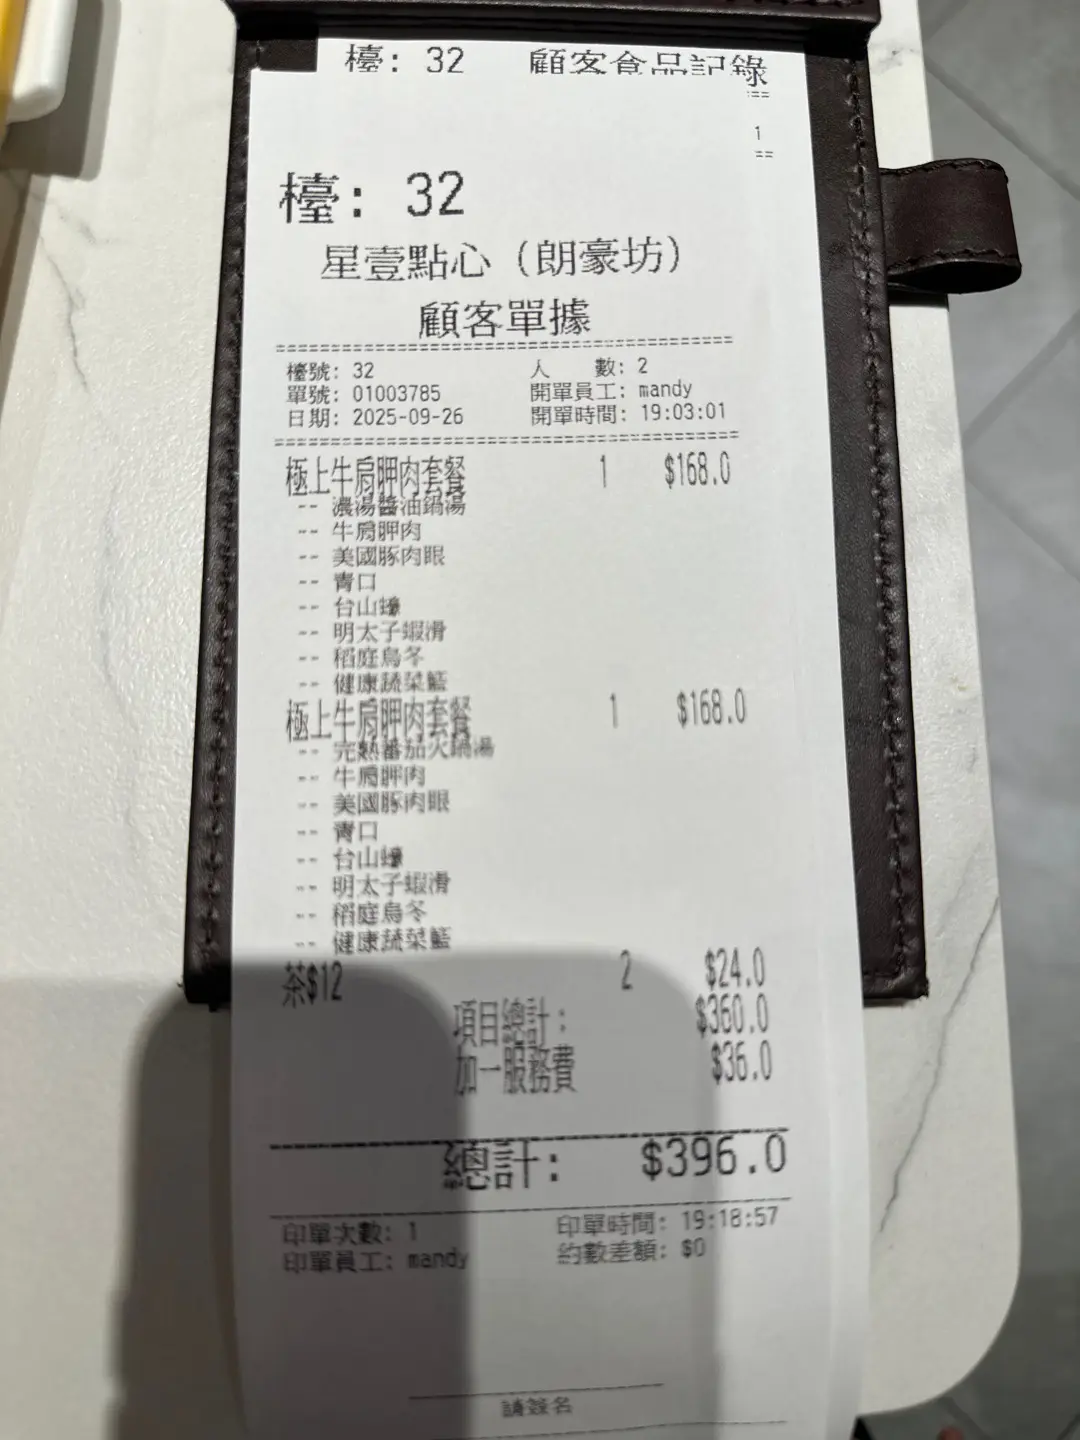 檯: 32 顧客食品記錄
==
1
==
檯: 32
星壹點心（朗豪坊）
顧客單據
檯號: 32 人 數: 2
單號: 01003785 開單員工: mandy
日期: 2025-09-26 開單時間: 19:03:01
極上牛肩胛肉套餐 1 $168.0
-- 濃湯醬油鍋湯
-- 牛肩胛肉
-- 美國豚肉眼
-- 青口
-- 台山蠔
-- 明太子蝦滑
-- 稻庭烏冬
-- 健康蔬菜籃
極上牛肩胛肉套餐 1 $168.0
-- 完熟番茄火鍋湯
-- 牛肩胛肉
-- 美國豚肉眼
-- 青口
-- 台山蠔
-- 明太子蝦滑
-- 稻庭烏冬
-- 健康蔬菜籃
茶$12 2 $24.0
項目總計: $360.0
加一服務費 $36.0
總計: $396.0
印單次數: 1 印單時間: 19:18:57
印單員工: mandy 約數差額: $0
請簽名